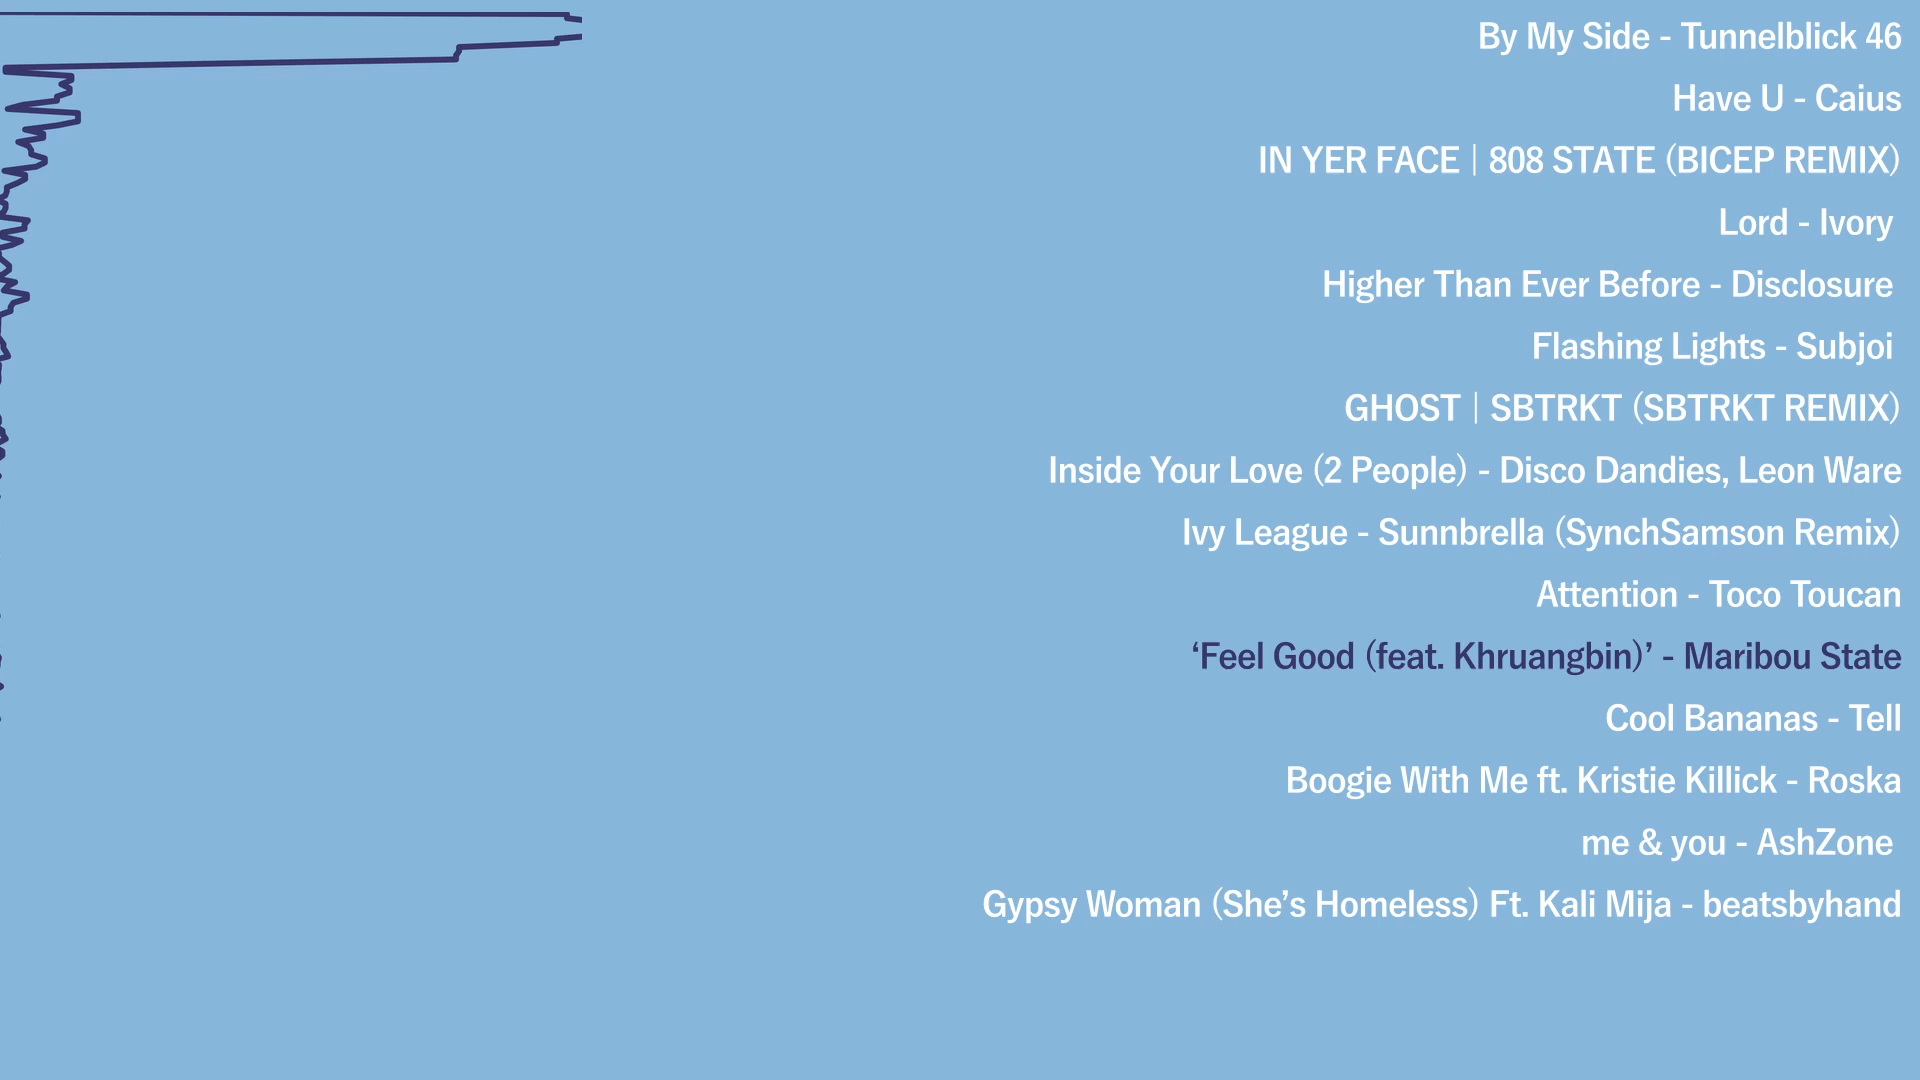 By My Side - Tunnelblick 46
Have U - Caius
IN YER FACE | 808 STATE (BICEP REMIX)
Lord - Ivory
Higher Than Ever Before - Disclosure
Flashing Lights - Subjoi
GHOST | SBTRKT (SBTRKT REMIX)
Inside Your Love (2 People) - Disco Dandies, Leon Ware
Ivy League - Sunnbrella (SynchSamson Remix)
Attention - Toco Toucan
‘Feel Good (feat. Khruangbin)’ - Maribou State
Cool Bananas - Tell
Boogie With Me ft. Kristie Killick - Roska
me & you - AshZone
Gypsy Woman (She’s Homeless) Ft. Kali Mija - beatsbyhand